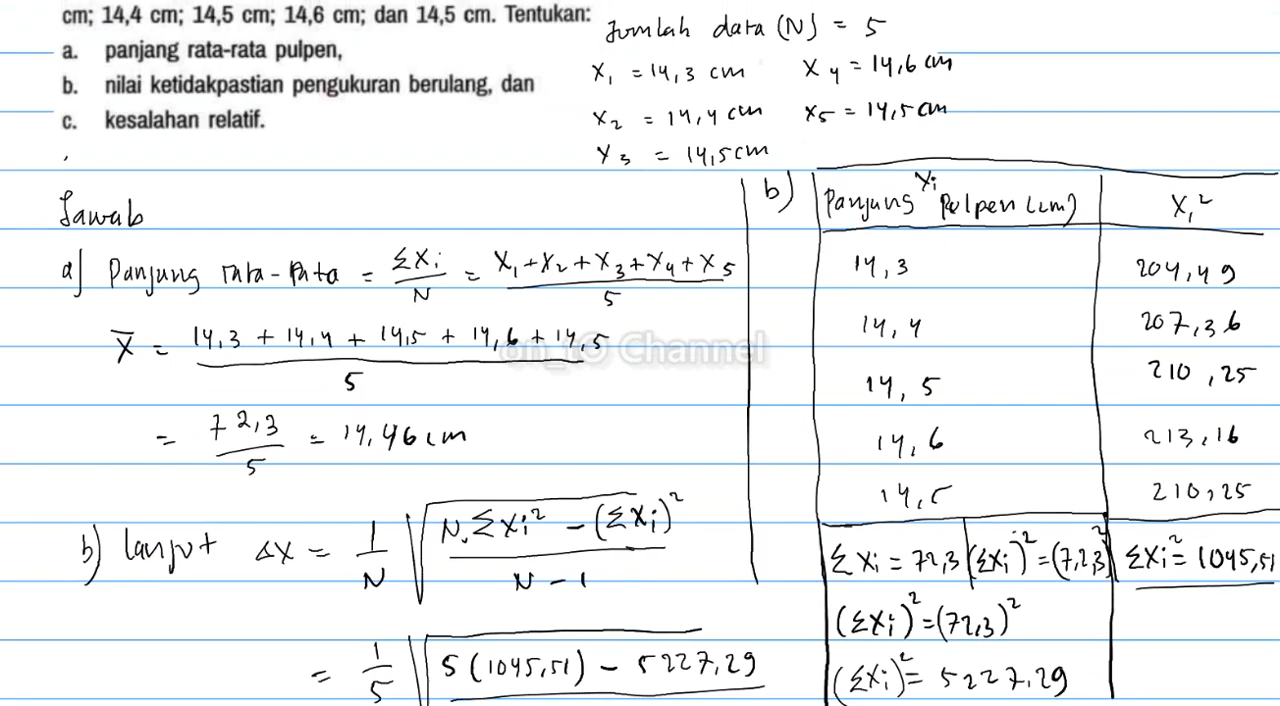 cm; 14,4 cm; 14,5 cm; 14,6 cm; dan 14,5 cm. Tentukan:
a. panjang rata-rata pulpen,
b. nilai ketidakpastian pengukuran berulang, dan
c. kesalahan relatif.
Jumlah data (N) = 5
X₁ = 14,3 cm X₄ = 14,6 cm
X₂ = 14,4 cm X₅ = 14,5 cm
X₃ = 14,5 cm
Jawab
a) Panjang rata-rata = ΣXi/N = (X₁+X₂+X₃+X₄+X₅)/5
X̄ = (14,3 + 14,4 + 14,5 + 14,6 + 14,5)/5
= 72,3/5 = 14,46 cm
b) lanjut ΔX = 1/N √((N.ΣXi² − (ΣXi)²)/(N − 1))
= 1/5 √(5(1045,51) − 5227,29
b) Panjang Xi Pulpen (cm) X₁²
14,3 204,49
14,4 207,36
14,5 210,25
14,6 213,16
14,5 210,25
ΣXi = 72,3 (ΣXi)² = (7,2,3)² ΣXi² = 1045,51
(ΣXi)² = (72,3)²
(ΣXi)² = 5227,29
on_to Channel